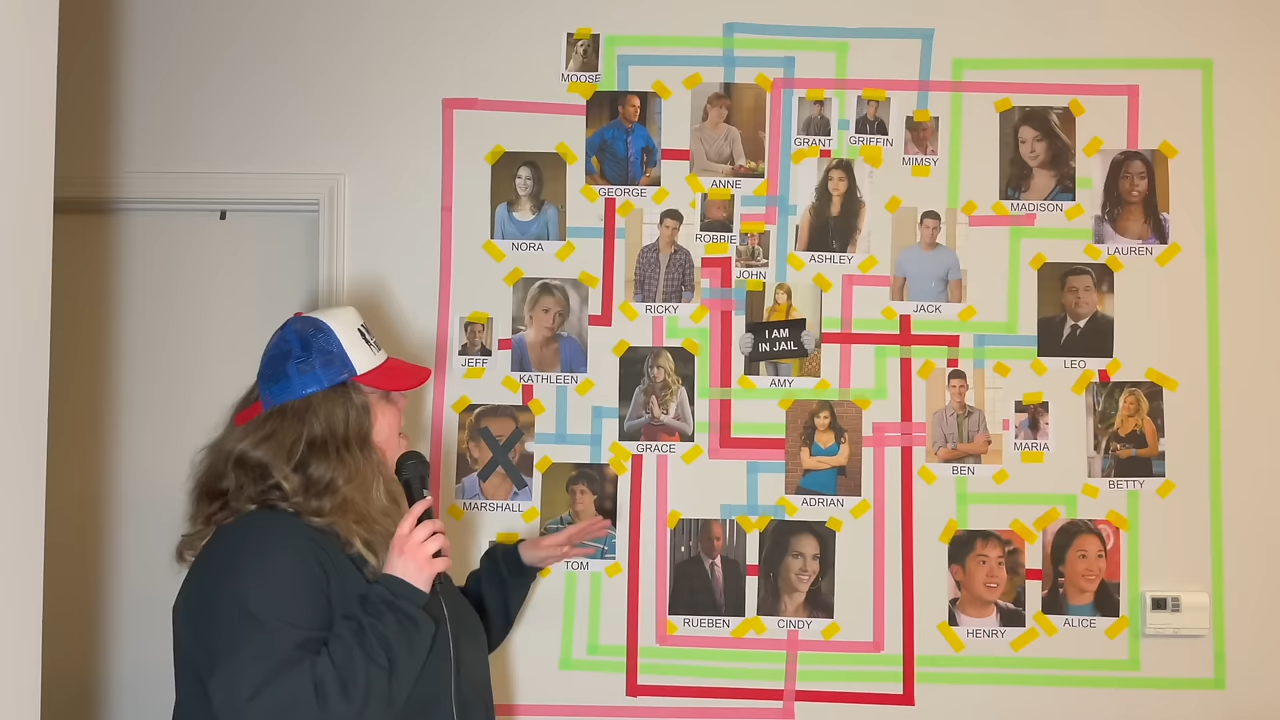 MOOSE
GEORGE
ANNE
GRANT
GRIFFIN
MIMSY
MADISON
LAUREN
NORA
ROBBIE
ASHLEY
JOHN
RICKY
JACK
JEFF
KATHLEEN
I AM
IN JAIL
AMY
LEO
GRACE
BEN
MARIA
BETTY
MARSHALL
ADRIAN
TOM
RUEBEN
CINDY
HENRY
ALICE